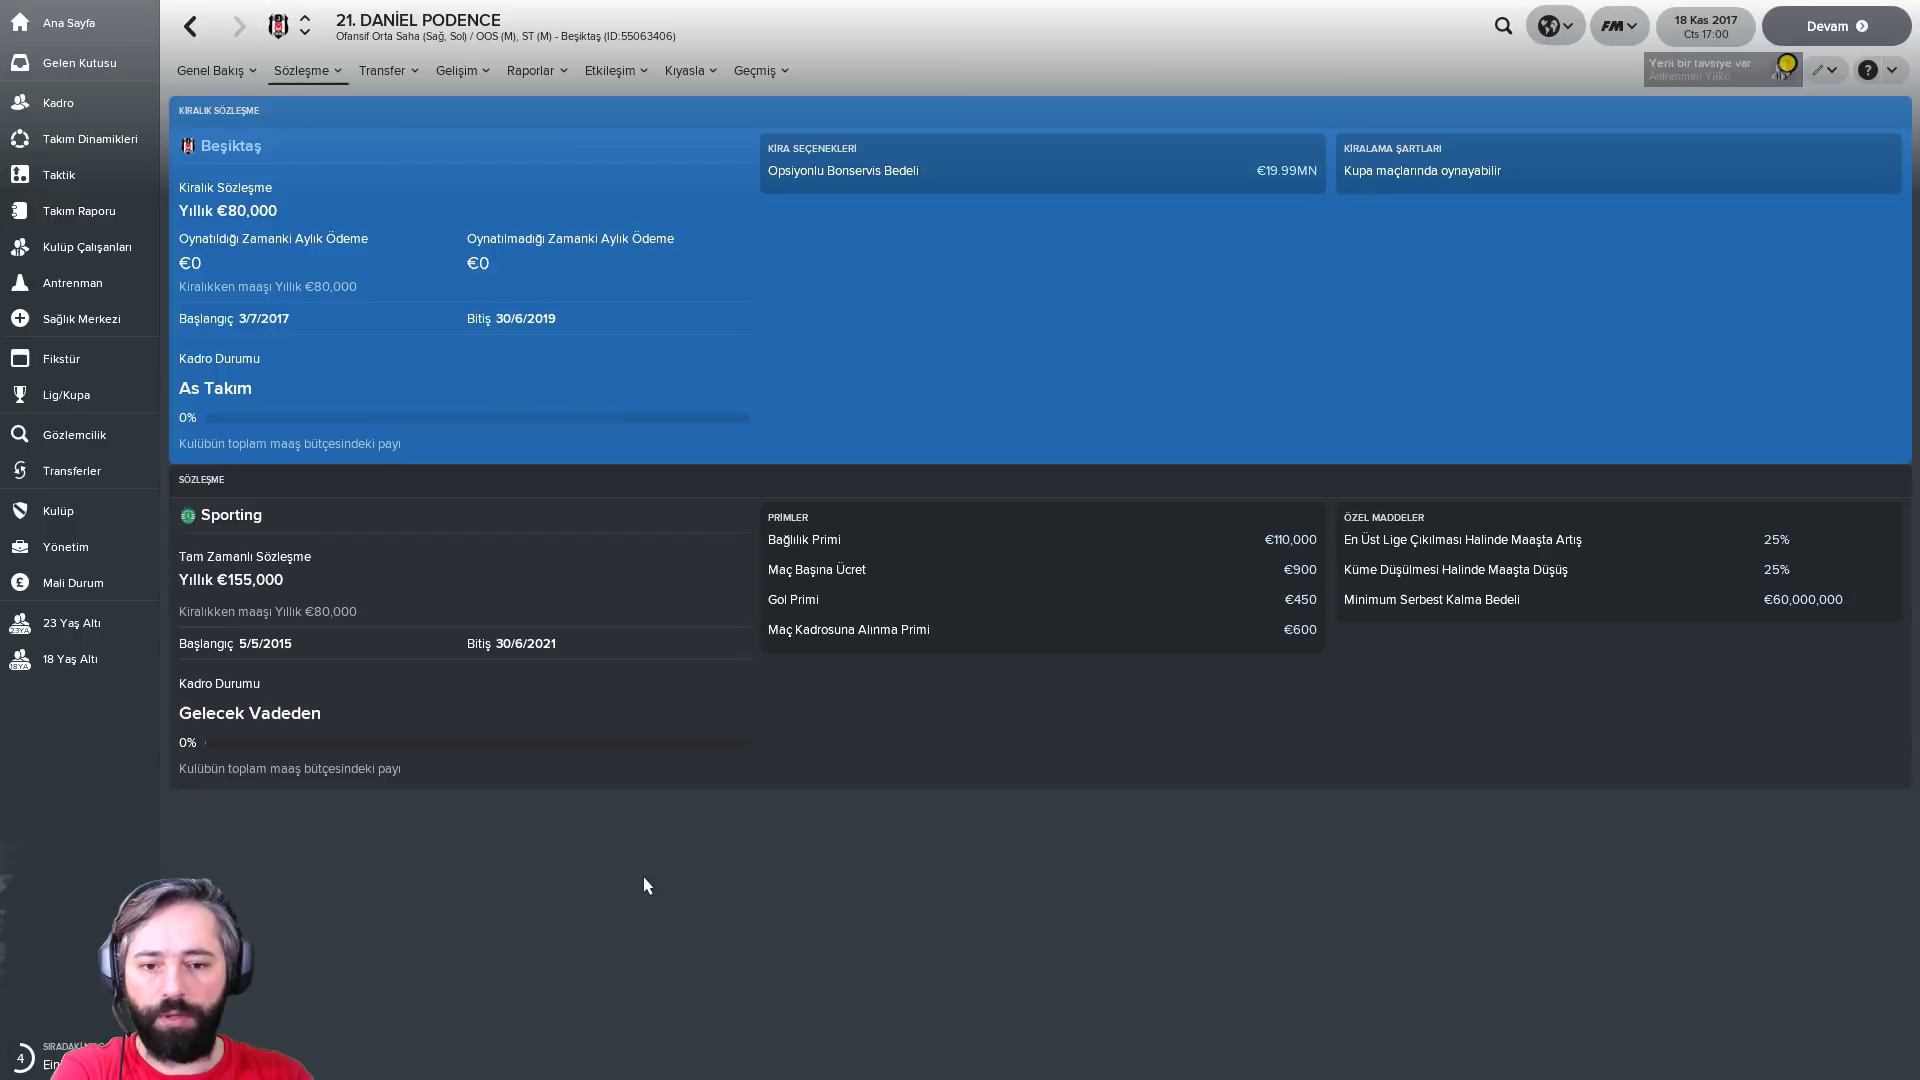 Ana Sayfa
Gelen Kutusu
Kadro
Takım Dinamikleri
Taktik
Takım Raporu
Kulüp Çalışanları
Antrenman
Sağlık Merkezi
Fikstür
Lig/Kupa
Gözlemcilik
Transferler
Kulüp
Yönetim
Mali Durum
23YA
23 Yaş Altı
18YA
18 Yaş Altı
4
21. DANİEL PODENCE
Ofansif Orta Saha (Sağ, Sol) / OOS (M), ST (M) - Beşiktaş (ID:55063406)
FM
18 Kas 2017
Cts 17:00
Devam
Genel Bakış
Sözleşme
Transfer
Gelişim
Raporlar
Etkileşim
Kıyasla
Geçmiş
Yeni bir tavsiye var
?
KİRALIK SÖZLEŞME
Beşiktaş
Kiralık Sözleşme
Yıllık €80,000
Oynatıldığı Zamanki Aylık Ödeme
€0
Oynatılmadığı Zamanki Aylık Ödeme
€0
Kiralıkken maaşı Yıllık €80,000
Başlangıç 3/7/2017
Bitiş 30/6/2019
Kadro Durumu
As Takım
0%
Kulübün toplam maaş bütçesindeki payı
KİRA SEÇENEKLERİ
Opsiyonlu Bonservis Bedeli €19.99MN
KİRALAMA ŞARTLARI
Kupa maçlarında oynayabilir
SÖZLEŞME
Sporting
Tam Zamanlı Sözleşme
Yıllık €155,000
Kiralıkken maaşı Yıllık €80,000
Başlangıç 5/5/2015
Bitiş 30/6/2021
Kadro Durumu
Gelecek Vadeden
0%
Kulübün toplam maaş bütçesindeki payı
PRİMLER
Bağlılık Primi €110,000
Maç Başına Ücret €900
Gol Primi €450
Maç Kadrosuna Alınma Primi €600
ÖZEL MADDELER
En Üst Lige Çıkılması Halinde Maaşta Artış 25%
Küme Düşülmesi Halinde Maaşta Düşüş 25%
Minimum Serbest Kalma Bedeli €60,000,000